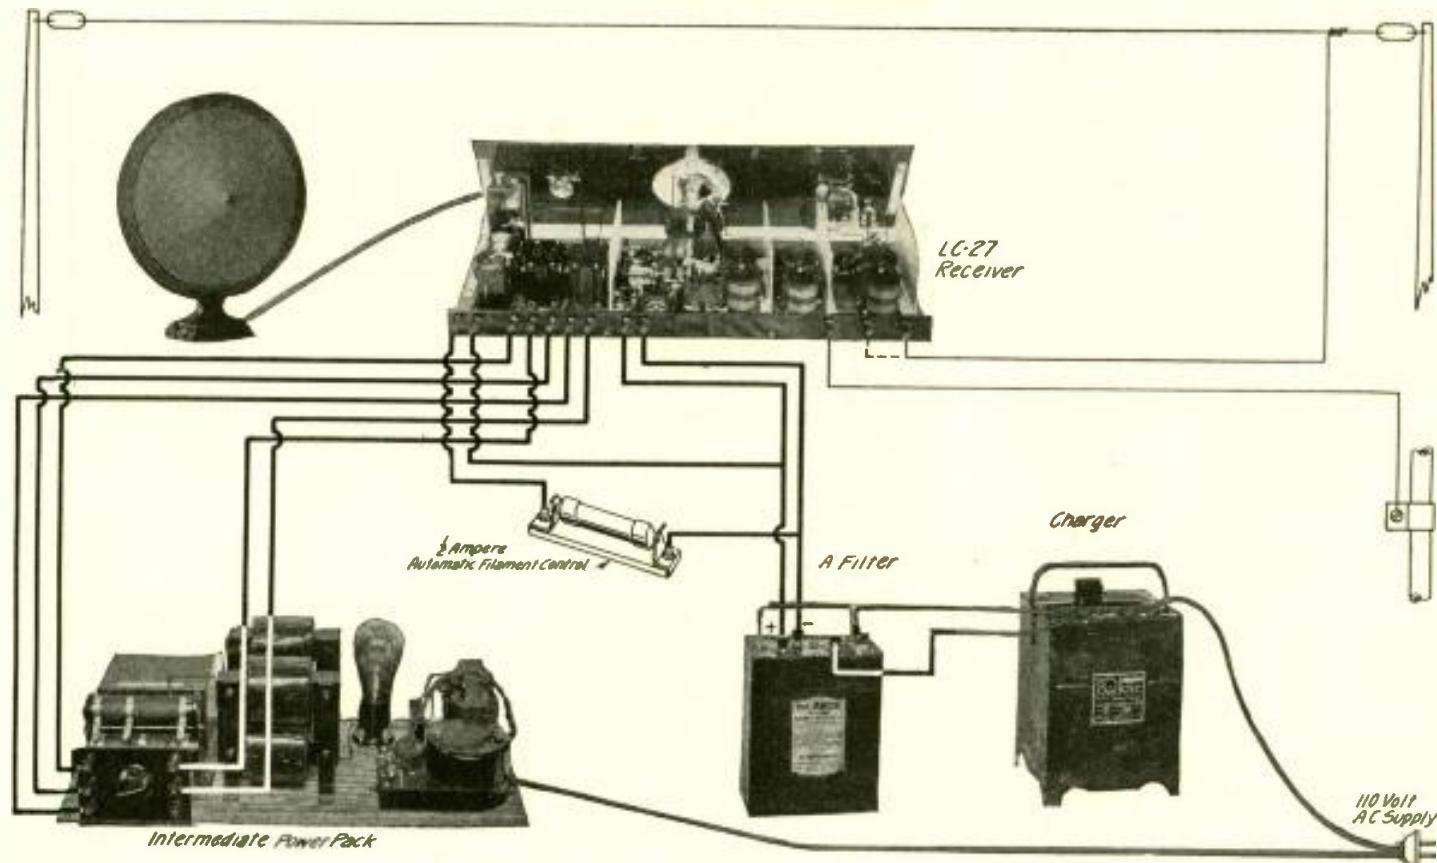 LC-27
Receiver
Charger
½ Ampere
Automatic Filament Control
A Filter
+
-
110 Volt
AC Supply
Intermediate Power Pack